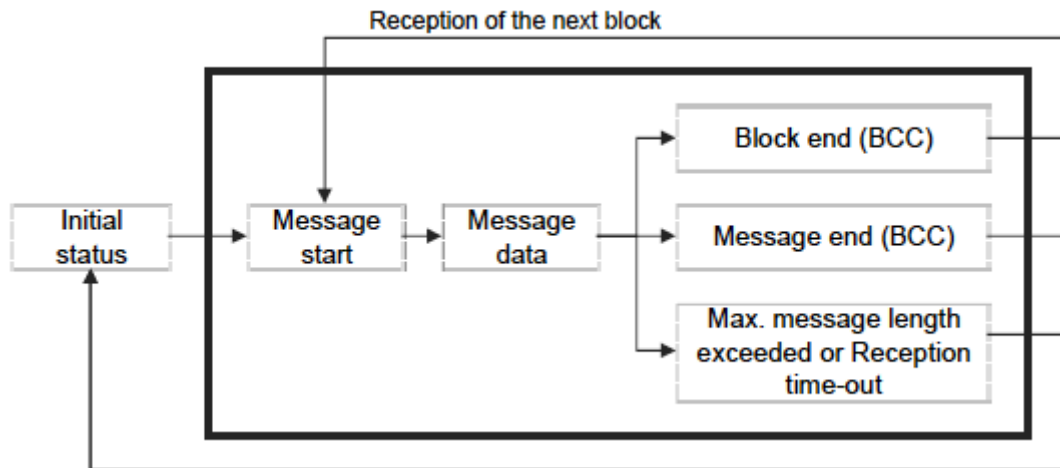 Reception of the next block
Block end (BCC)
Initial
status
Message
start
Message
data
Message end (BCC)
Max. message length
exceeded or Reception
time-out